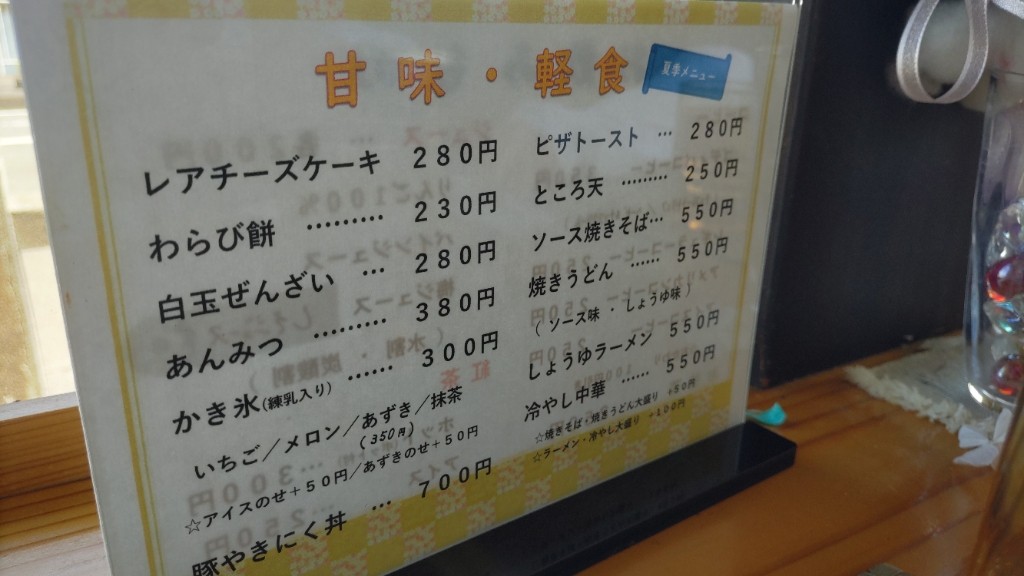 甘味・軽食
夏季メニュー
レアチーズケーキ 280円
わらび餅 ……… 230円
白玉ぜんざい … 280円
あんみつ ……… 380円
かき氷(練乳入り) …… 300円
いちご/メロン/あずき/抹茶
(350円)
☆アイスのせ+50円/あずきのせ+50円
豚やきにく丼 … 700円
ピザトースト … 280円
ところ天 ……… 250円
ソース焼きそば… 550円
焼きうどん …… 550円
(ソース味・しょうゆ味)
しょうゆラーメン 550円
冷やし中華 …… 550円
☆焼きそば・焼きうどん大盛り +50円
☆ラーメン・冷やし大盛り +100円